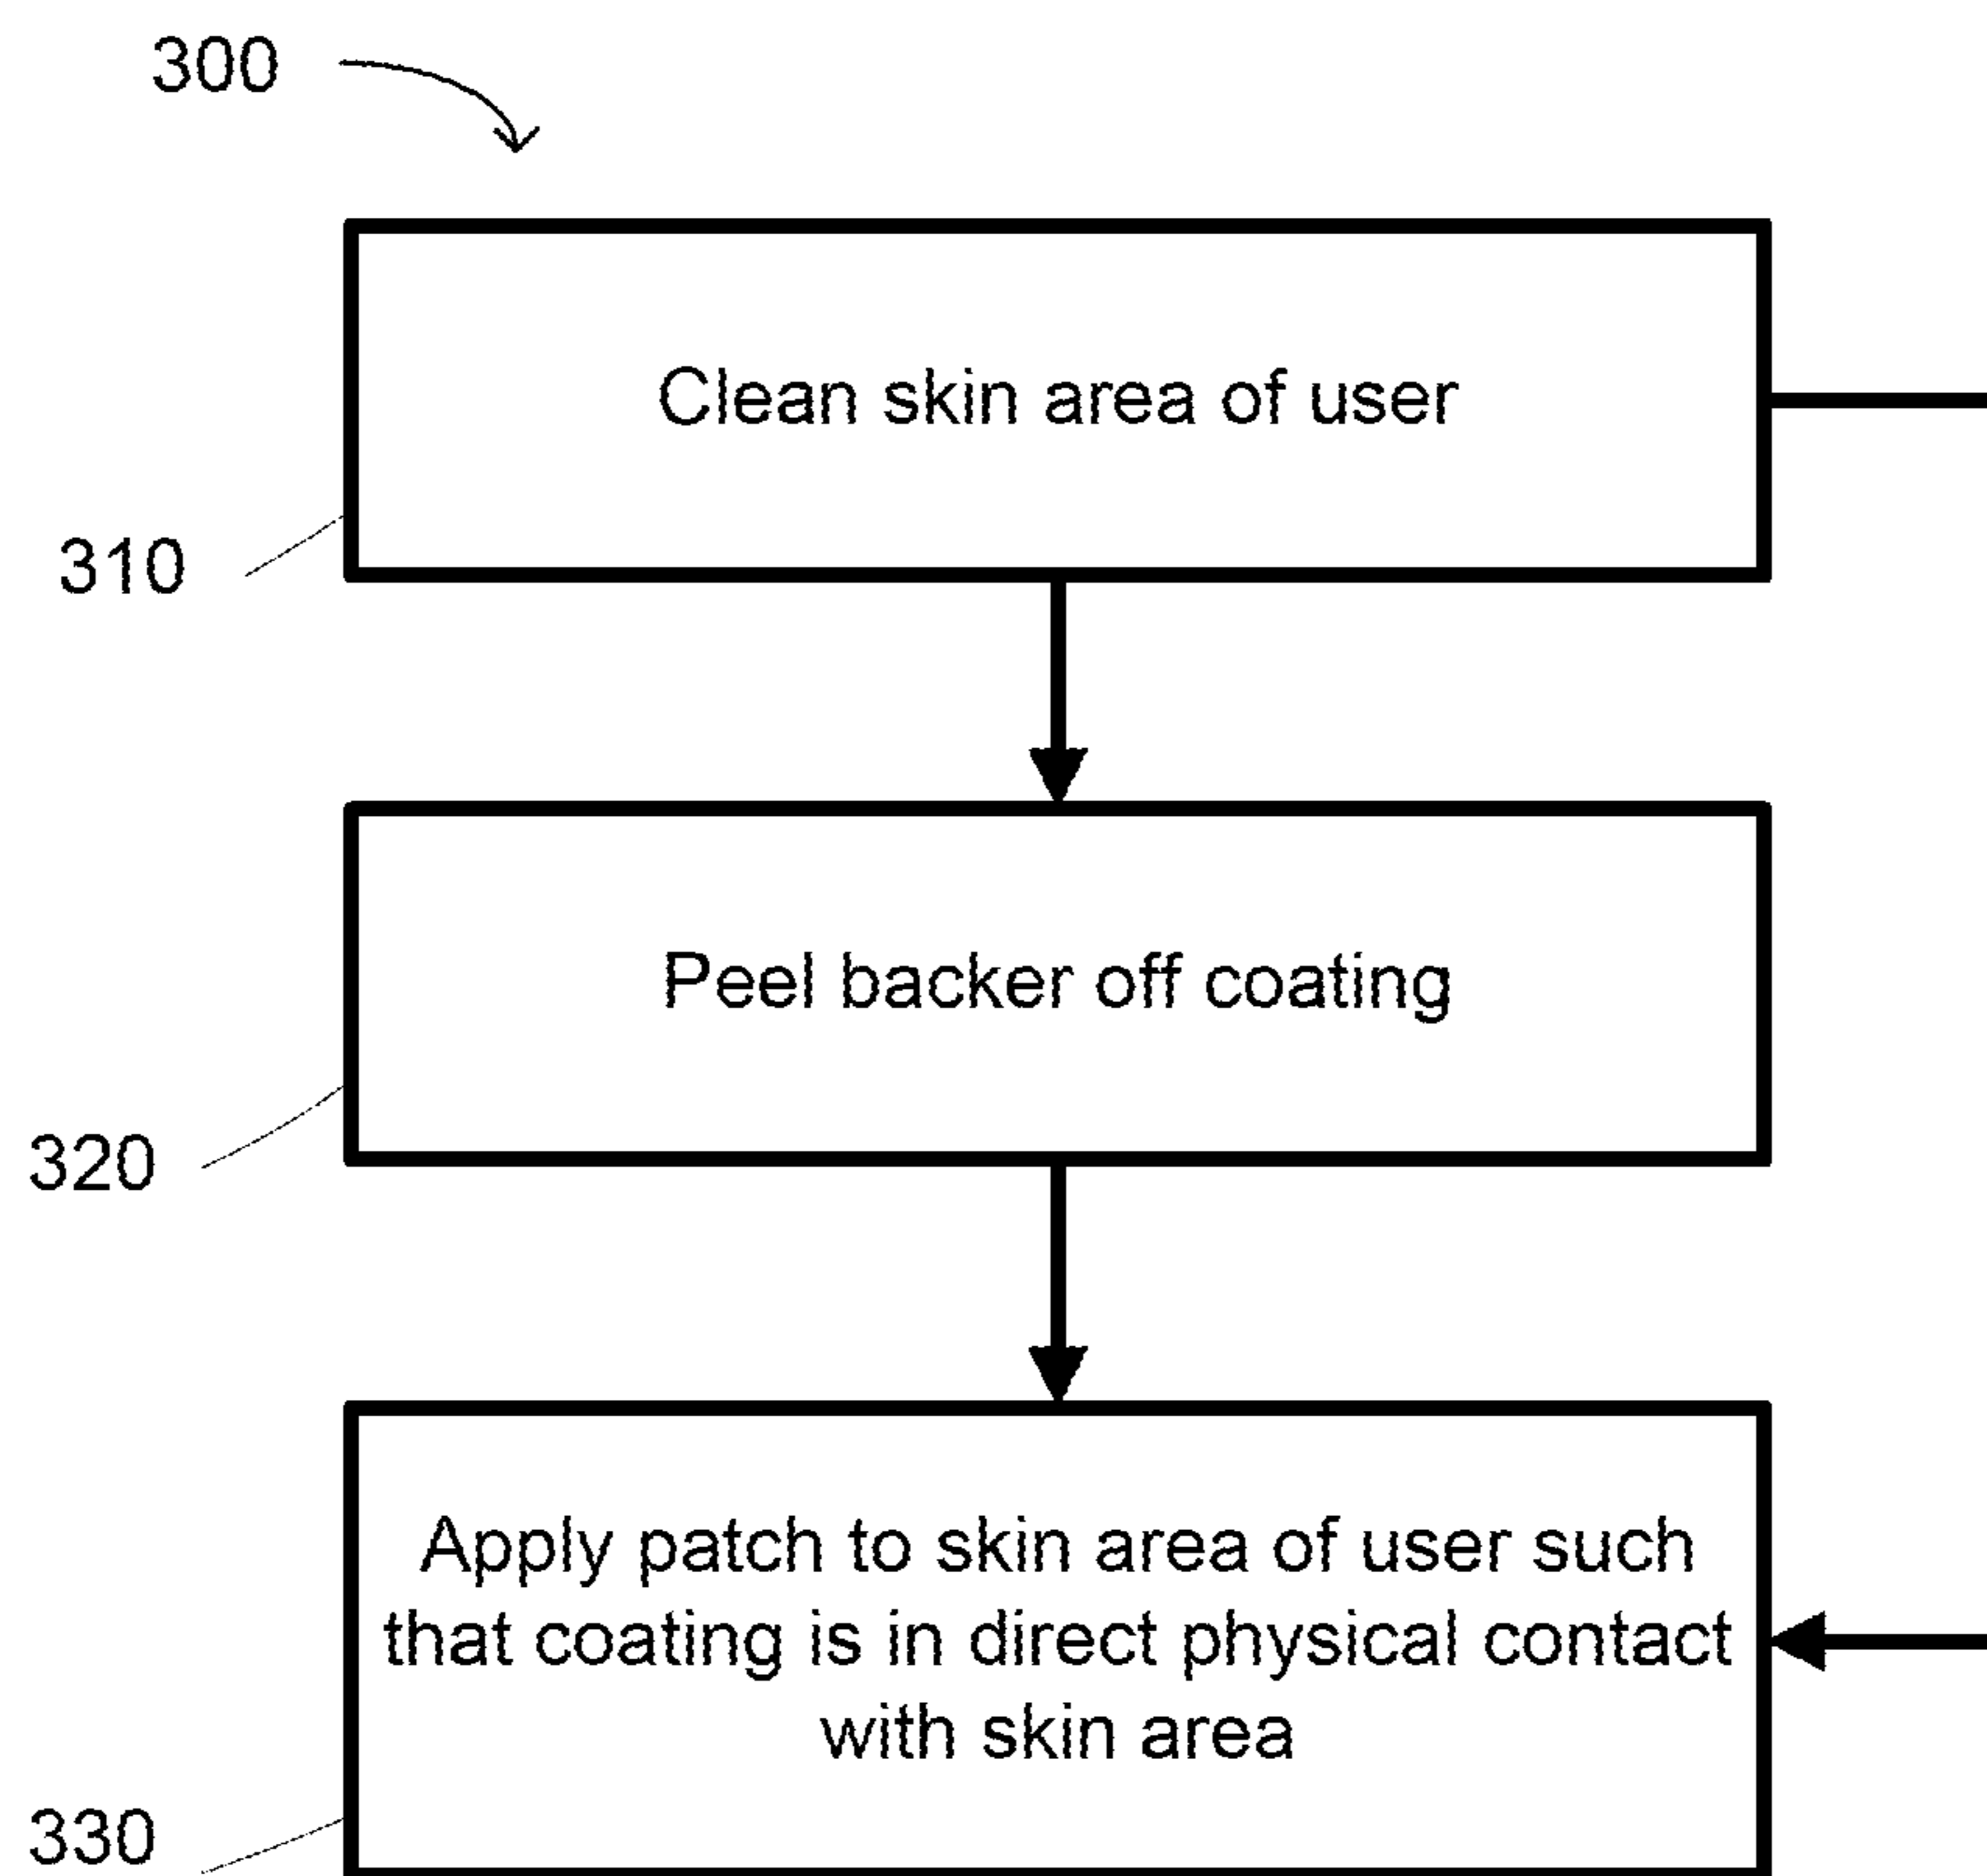 300
Clean skin area of user
310
Peel backer off coating
320
Apply patch to skin area of user such
that coating is in direct physical contact
with skin area
330